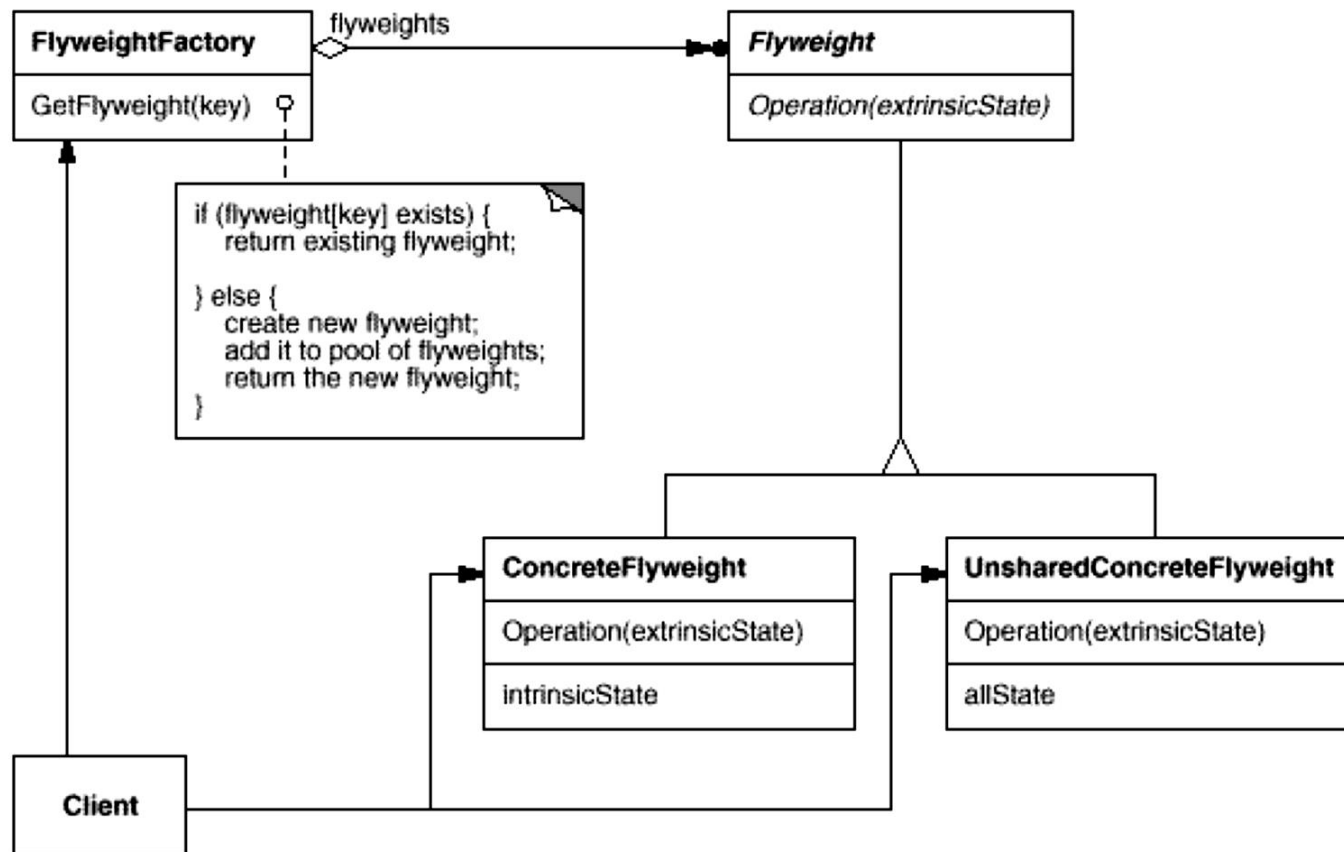 FlyweightFactory
GetFlyweight(key)
flyweights
Flyweight
Operation(extrinsicState)
if (flyweight[key] exists) {
return existing flyweight;
} else {
create new flyweight;
add it to pool of flyweights;
return the new flyweight;
}
ConcreteFlyweight
Operation(extrinsicState)
intrinsicState
UnsharedConcreteFlyweight
Operation(extrinsicState)
allState
Client